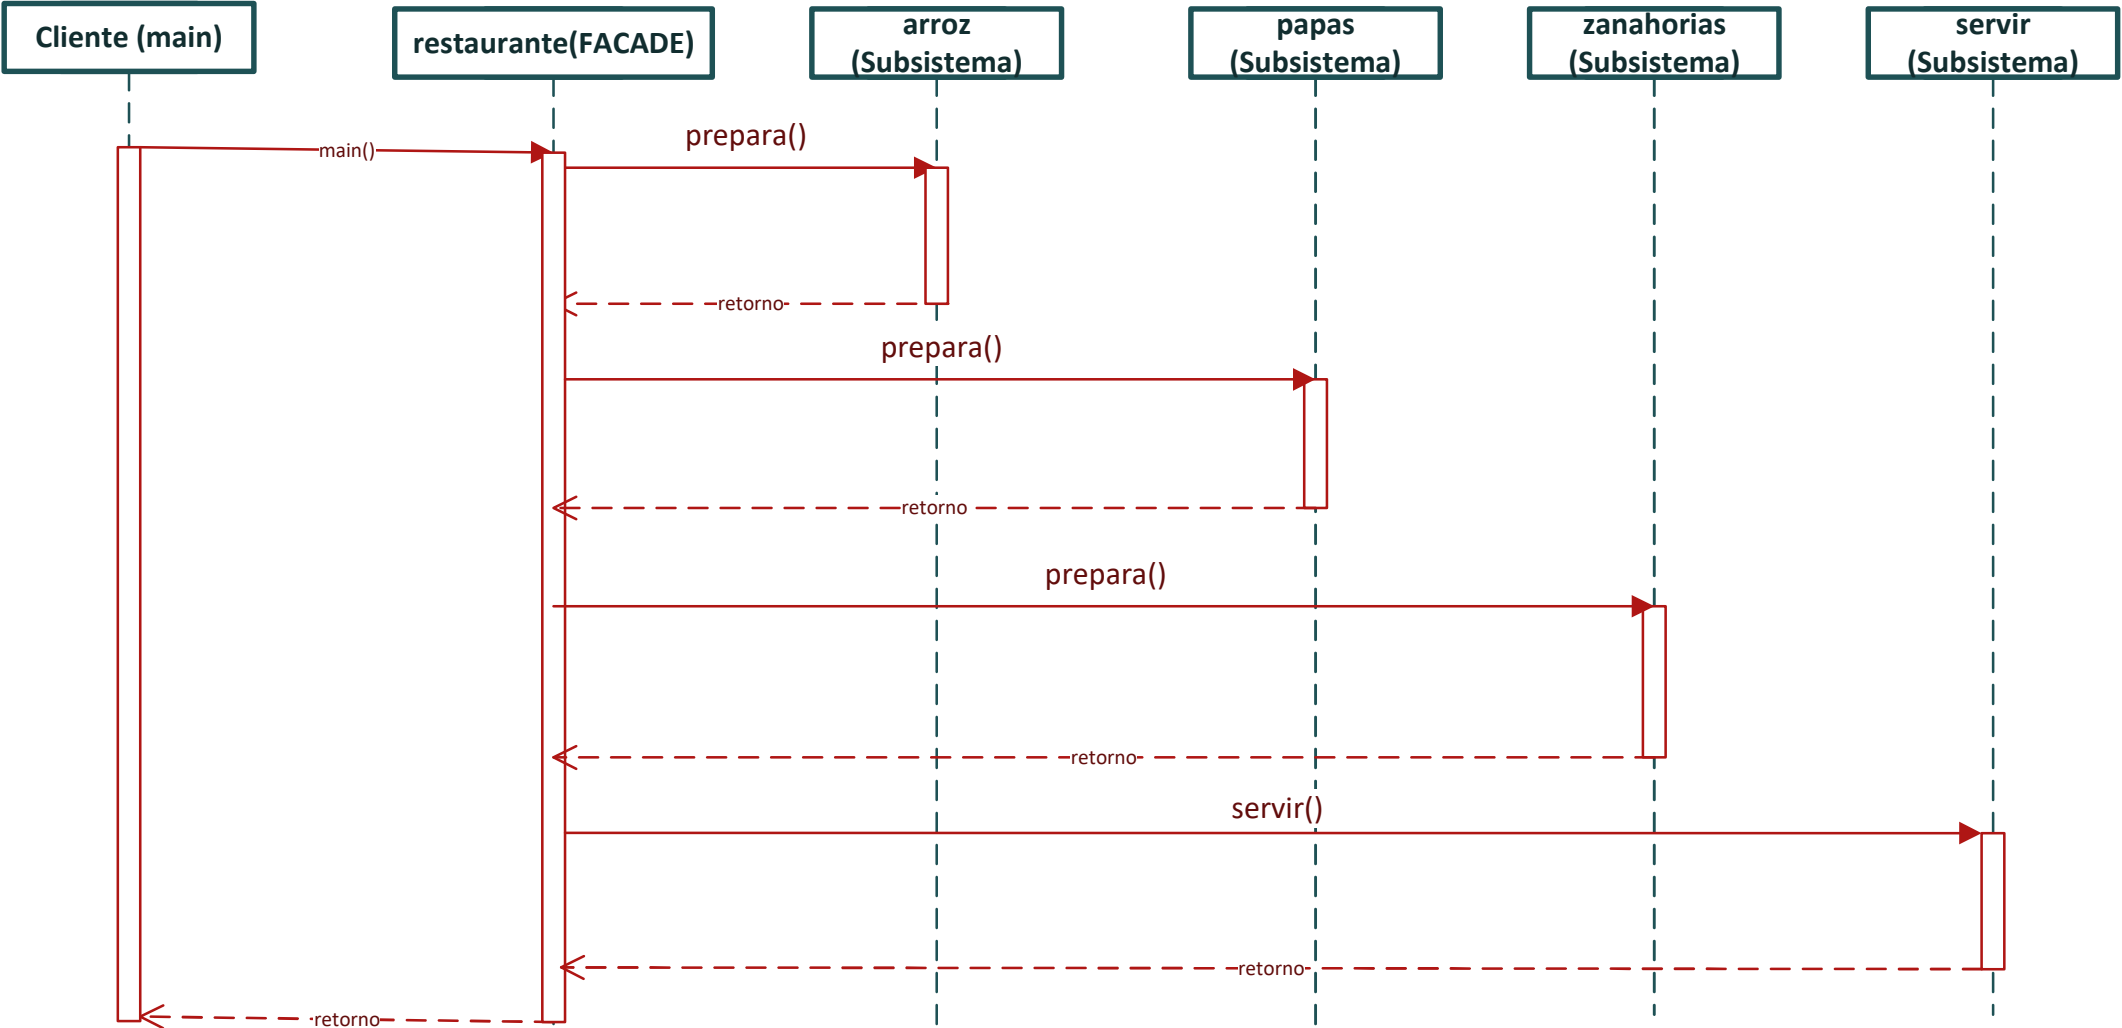 Cliente (main)
restaurante(FACADE)
arroz
(Subsistema)
papas
(Subsistema)
zanahorias
(Subsistema)
servir
(Subsistema)
main()
prepara()
retorno
prepara()
retorno
prepara()
retorno
servir()
retorno
retorno